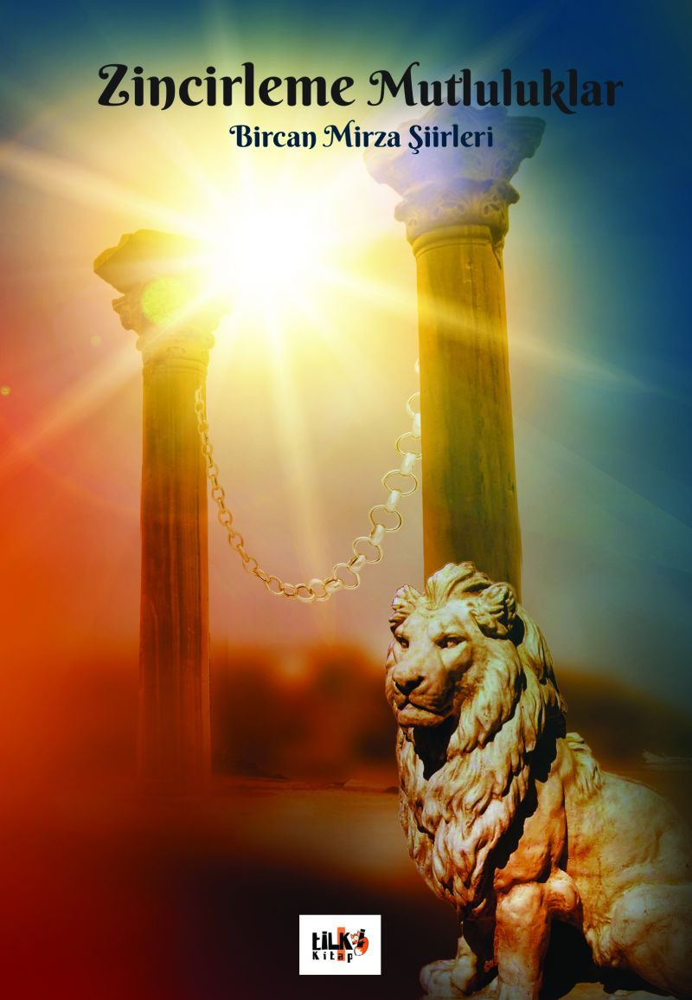 Zincirleme Mutluluklar
Bircan Mirza Şiirleri
tiLKi
Kitap